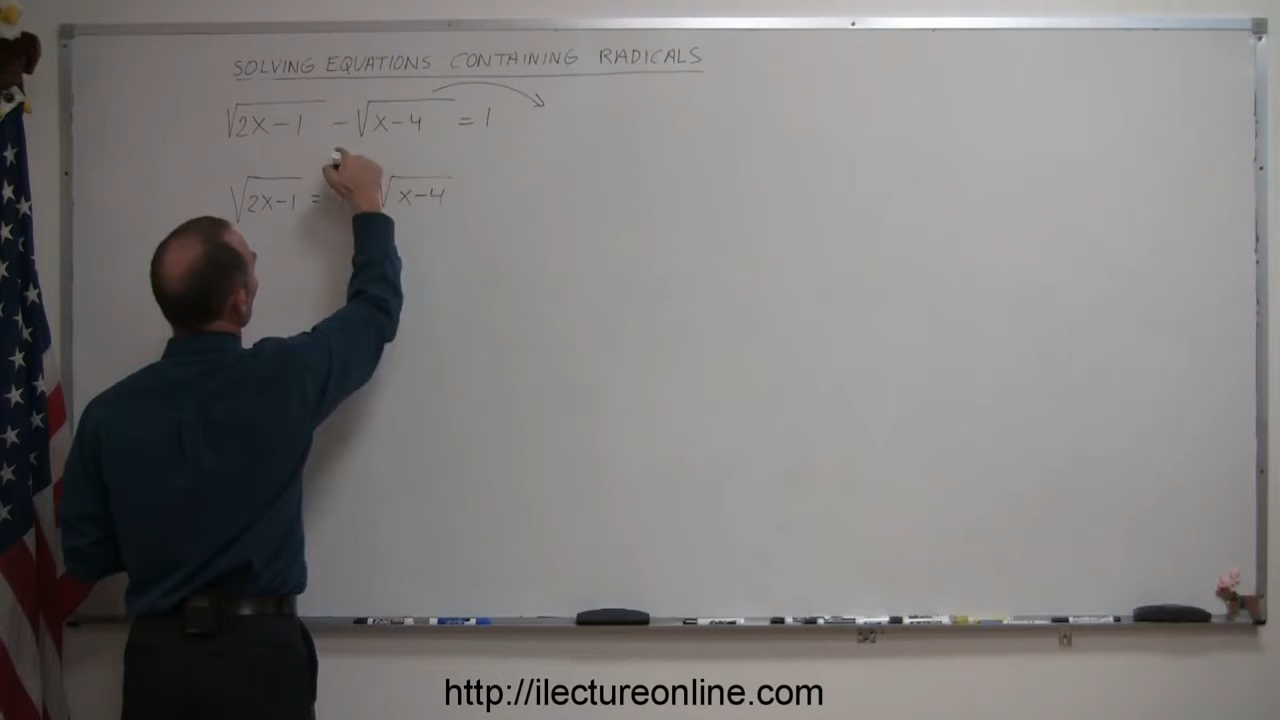 SOLVING EQUATIONS CONTAINING RADICALS
√2X-1 - √X-4 = 1
√2X-1 = √X-4
http://ilectureonline.com